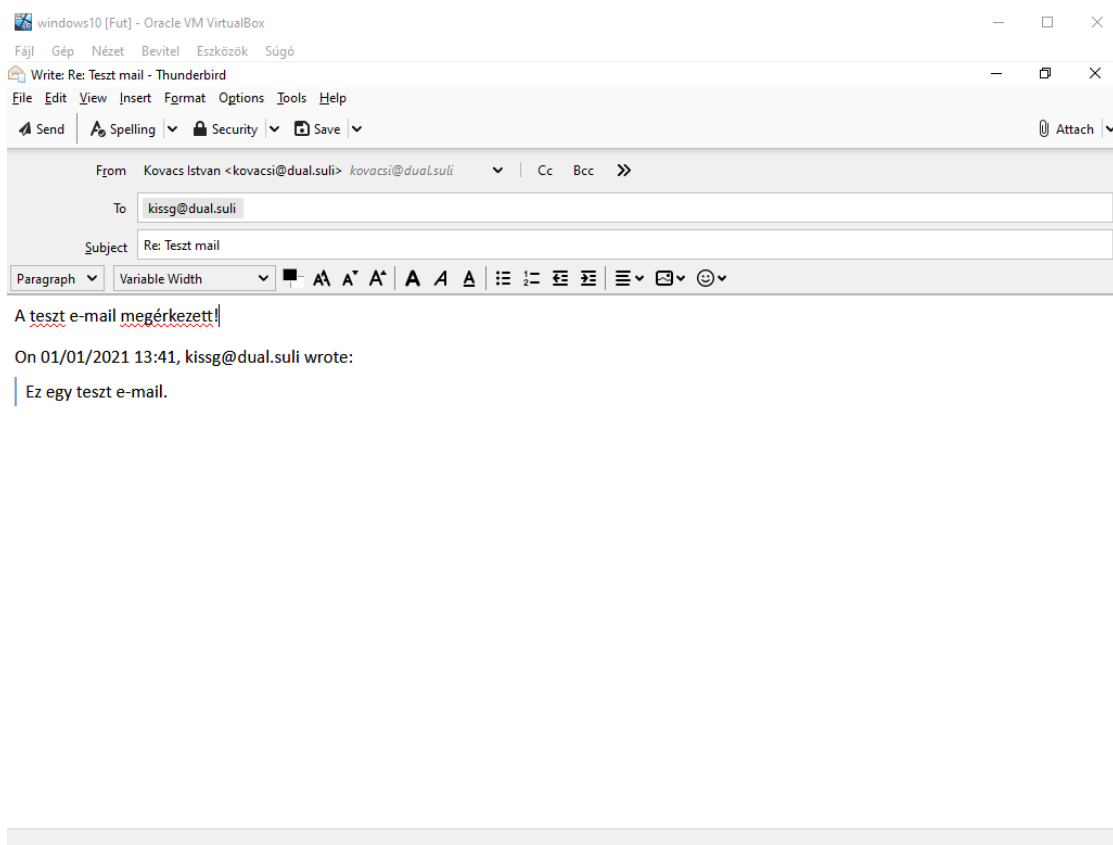 windows10 [Fut] - Oracle VM VirtualBox
Fájl Gép Nézet Bevitel Eszközök Súgó
Write: Re: Teszt mail - Thunderbird
File Edit View Insert Format Options Tools Help
Send Spelling Security Save Attach
From Kovacs Istvan <kovacsi@dual.suli> kovacsi@dual.suli Cc Bcc
To kissg@dual.suli
Subject Re: Teszt mail
Paragraph Variable Width
A teszt e-mail megérkezett!
On 01/01/2021 13:41, kissg@dual.suli wrote:
Ez egy teszt e-mail.